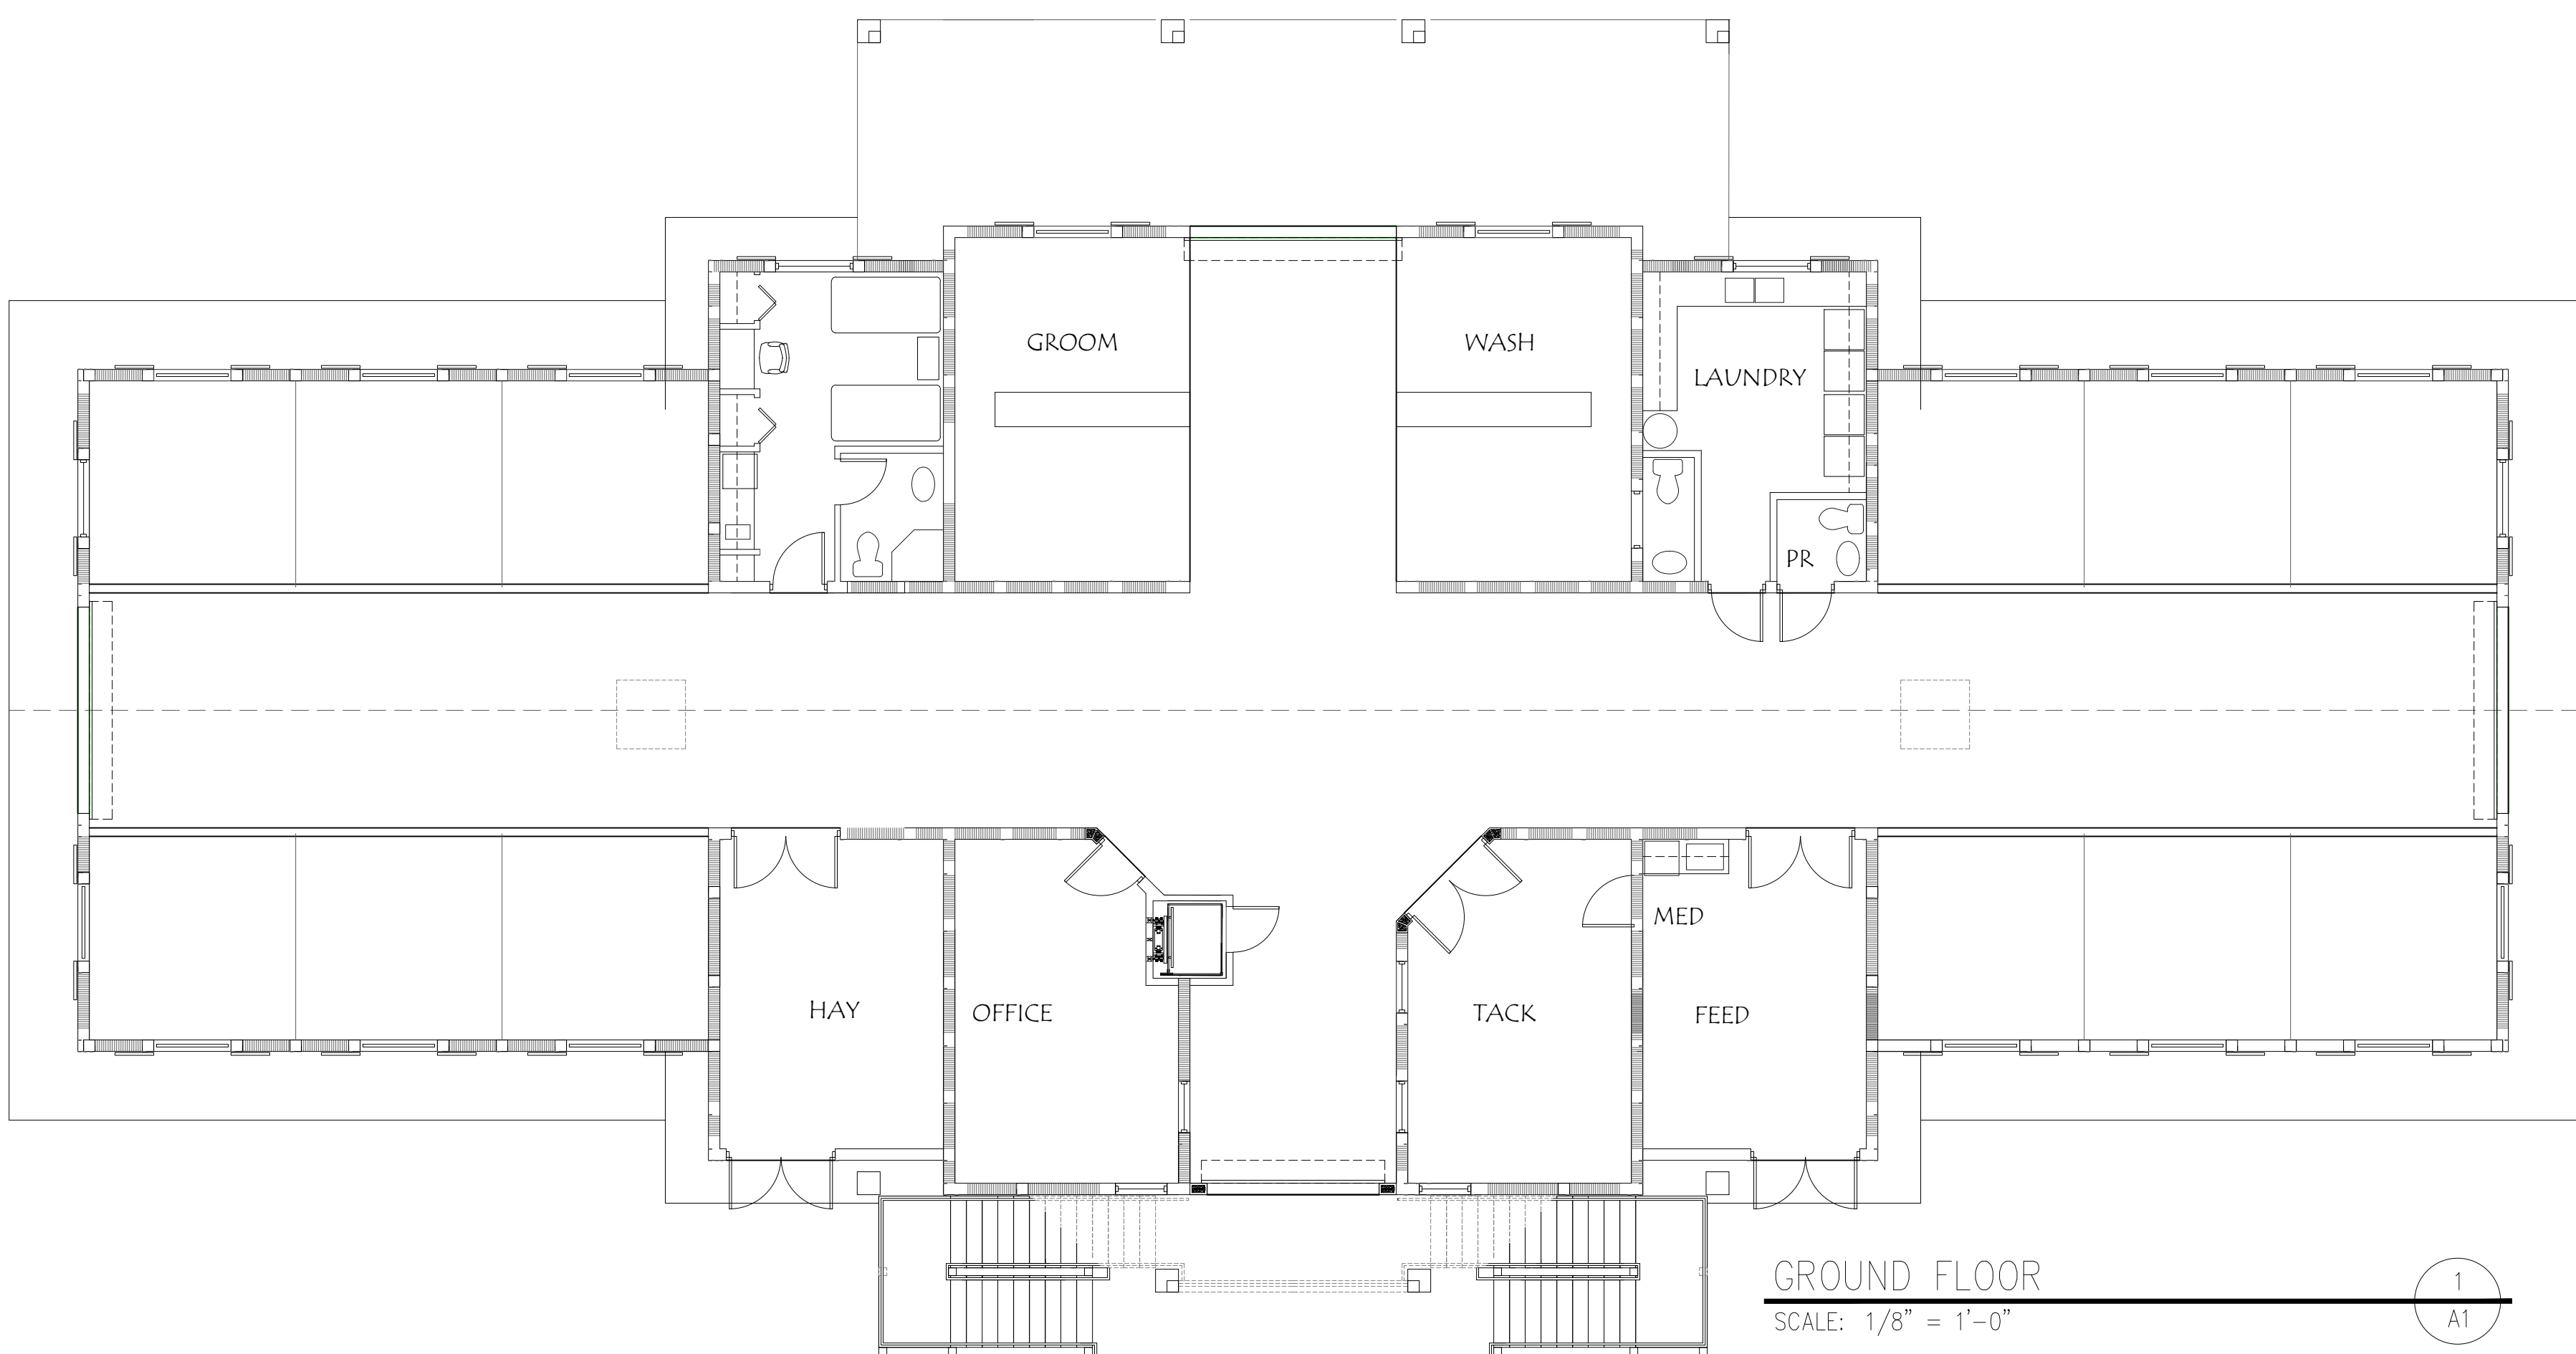 GROOM
WASH
LAUNDRY
PR
MED
HAY
OFFICE
TACK
FEED
GROUND FLOOR
SCALE: 1/8" = 1'-0"
1
A1